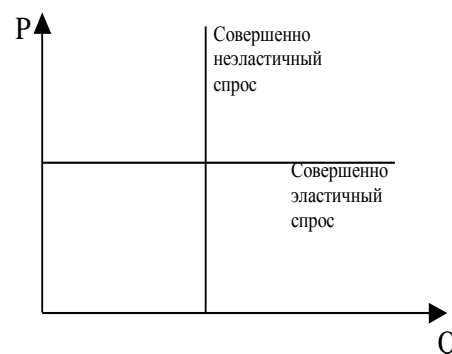 P
Совершенно
неэластичный
спрос
Совершенно
эластичный
спрос
Q